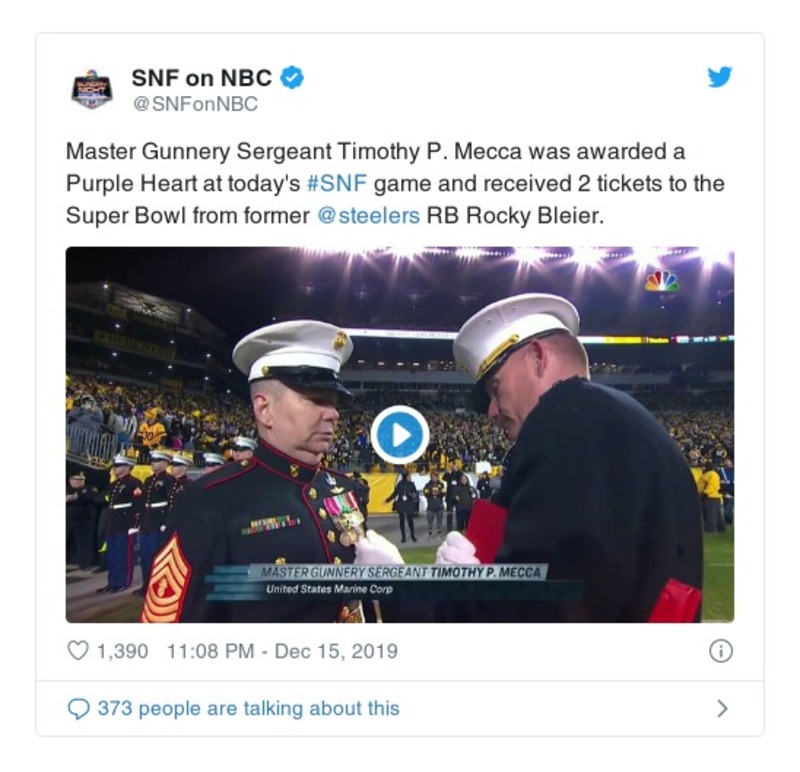 SNF on NBC
@SNFonNBC
Master Gunnery Sergeant Timothy P. Mecca was awarded a
Purple Heart at today's #SNF game and received 2 tickets to the
Super Bowl from former @steelers RB Rocky Bleier.
MASTER GUNNERY SERGEANT TIMOTHY P. MECCA
United States Marine Corp
1,390 11:08 PM - Dec 15, 2019
373 people are talking about this